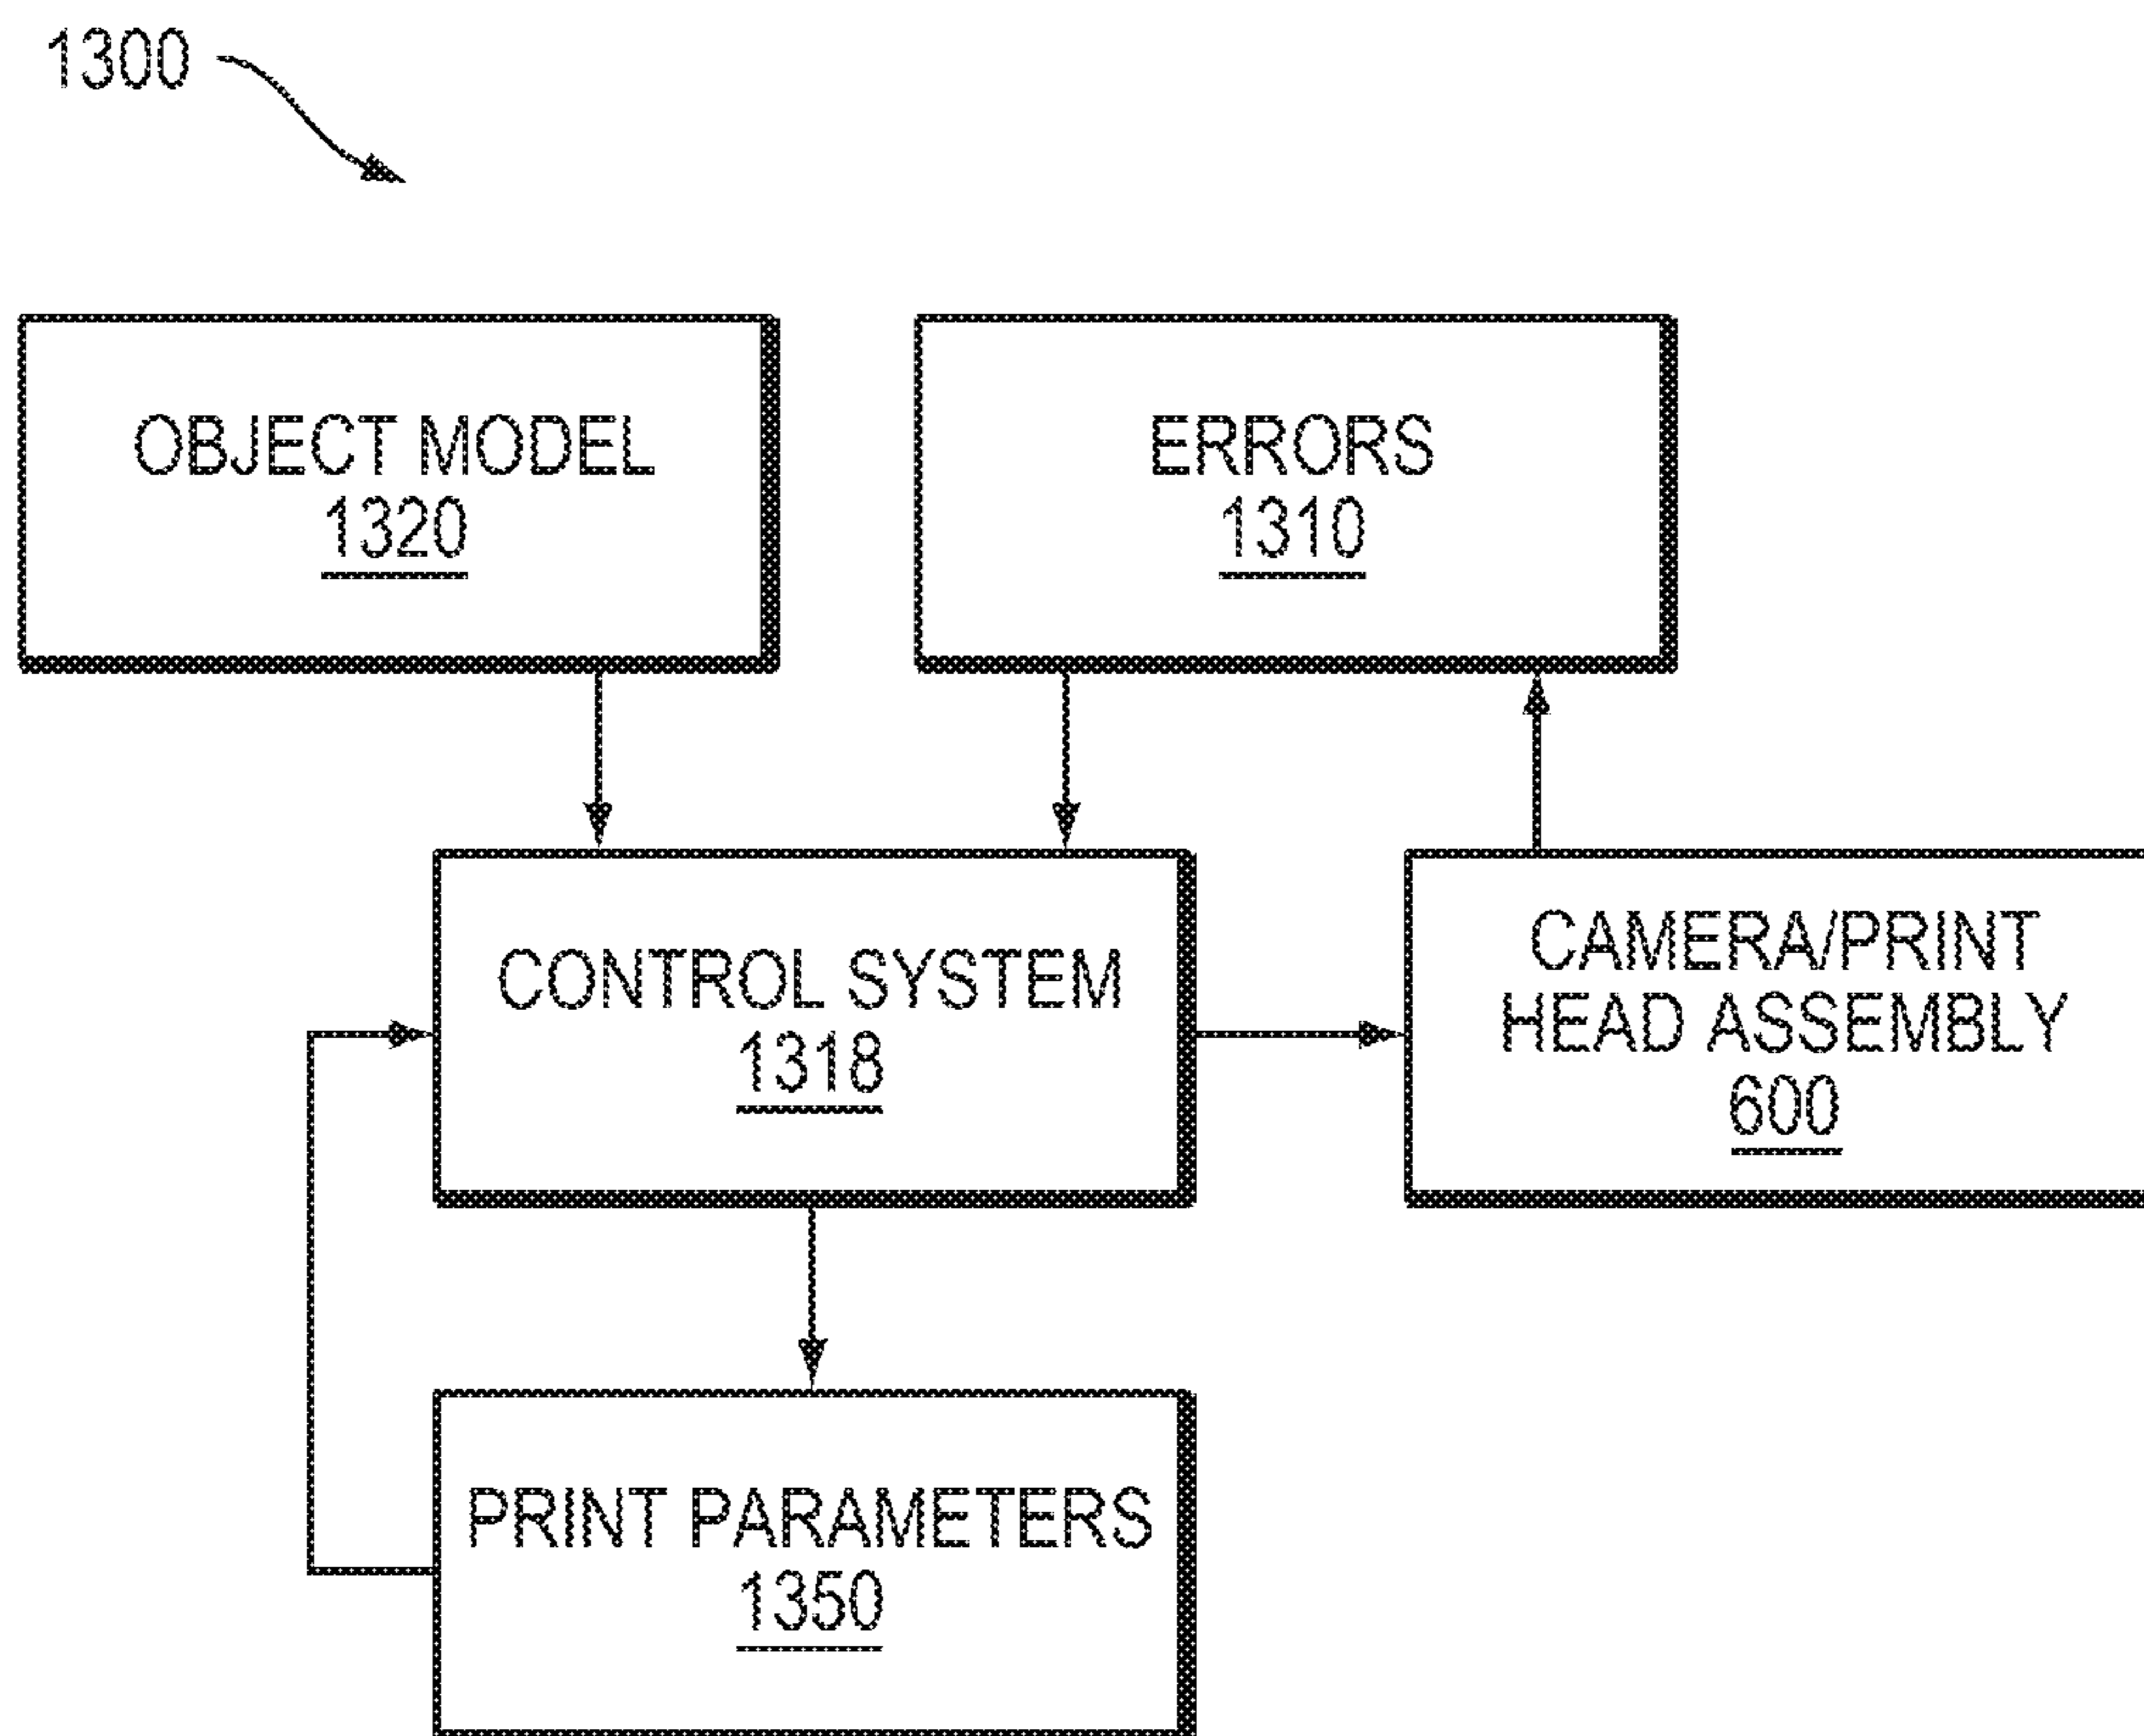 1300
OBJECT MODEL
1320
ERRORS
1310
CONTROL SYSTEM
1318
CAMERA/PRINT
HEAD ASSEMBLY
600
PRINT PARAMETERS
1350